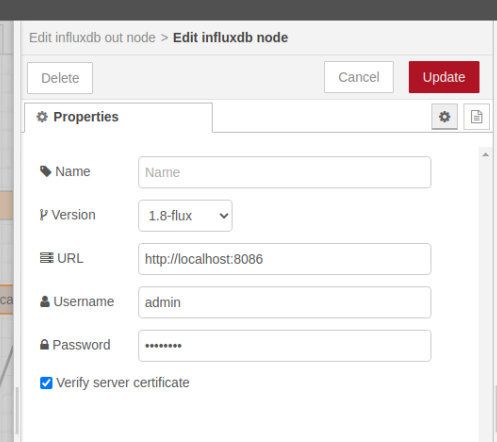 Edit influxdb out node > Edit influxdb node
Delete Cancel Update
Properties
Name Name
Version 1.8-flux
URL http://localhost:8086
Username admin
ca
Password ••••••••
Verify server certificate